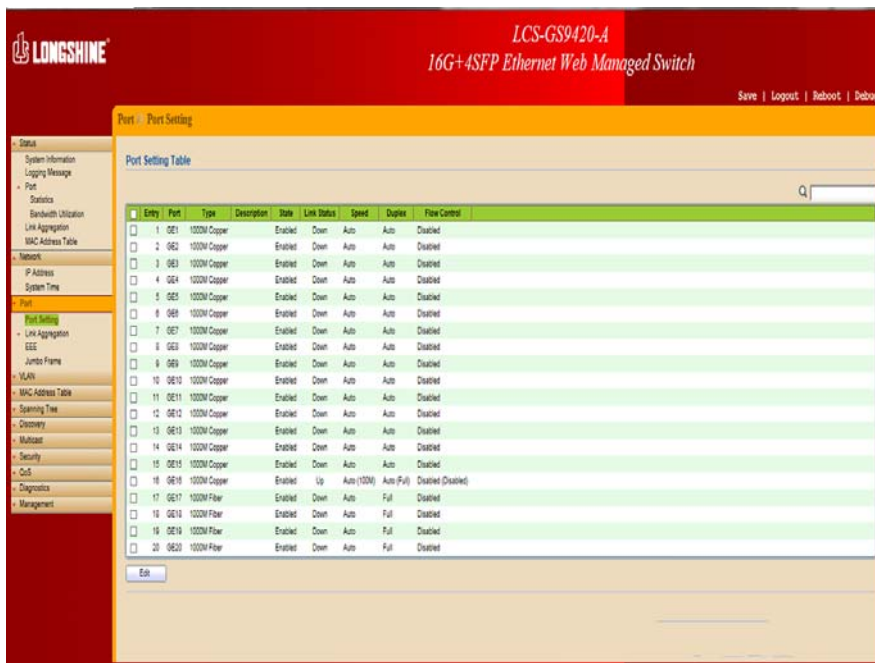 LONGSHINE
LCS-GS9420-A
16G+4SFP Ethernet Web Managed Switch
Save | Logout | Reboot |
Port Port Setting
Status
System Information
Logging Message
Port
Statistics
Bandwidth Utilization
Link Aggregation
MAC Address Table
Network
IP Address
System Time
Port
Port Setting
Link Aggregation
EEE
Jumbo Frame
VLAN
MAC Address Table
Spanning Tree
Discovery
Multicast
Security
QoS
Diagnostics
Management
Port Setting Table
Entry Port Type Description State Link Status Speed Duplex Flow Control
1 GE1 1000M Copper Enabled Down Auto Auto Disabled
2 GE2 1000M Copper Enabled Down Auto Auto Disabled
3 GE3 1000M Copper Enabled Down Auto Auto Disabled
4 GE4 1000M Copper Enabled Down Auto Auto Disabled
5 GE5 1000M Copper Enabled Down Auto Auto Disabled
6 GE6 1000M Copper Enabled Down Auto Auto Disabled
7 GE7 1000M Copper Enabled Down Auto Auto Disabled
8 GE8 1000M Copper Enabled Down Auto Auto Disabled
9 GE9 1000M Copper Enabled Down Auto Auto Disabled
10 GE10 1000M Copper Enabled Down Auto Auto Disabled
11 GE11 1000M Copper Enabled Down Auto Auto Disabled
12 GE12 1000M Copper Enabled Down Auto Auto Disabled
13 GE13 1000M Copper Enabled Down Auto Auto Disabled
14 GE14 1000M Copper Enabled Down Auto Auto Disabled
15 GE15 1000M Copper Enabled Down Auto Auto Disabled
16 GE16 1000M Copper Enabled Up Auto (100M) Auto (Full) Disabled (Disabled)
17 GE17 1000M Fiber Enabled Down Auto Full Disabled
18 GE18 1000M Fiber Enabled Down Auto Full Disabled
19 GE19 1000M Fiber Enabled Down Auto Full Disabled
20 GE20 1000M Fiber Enabled Down Auto Full Disabled
Edit